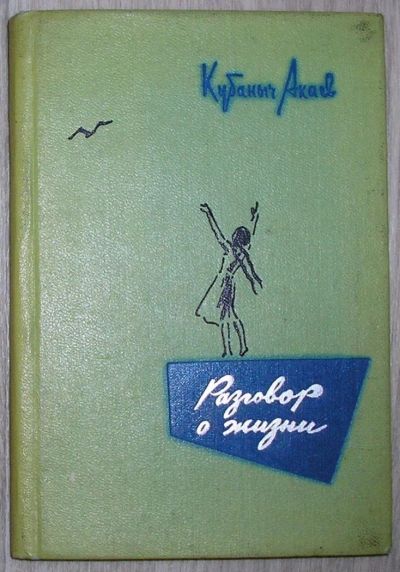 Кубаныч Акаев
Разговор
о жизни